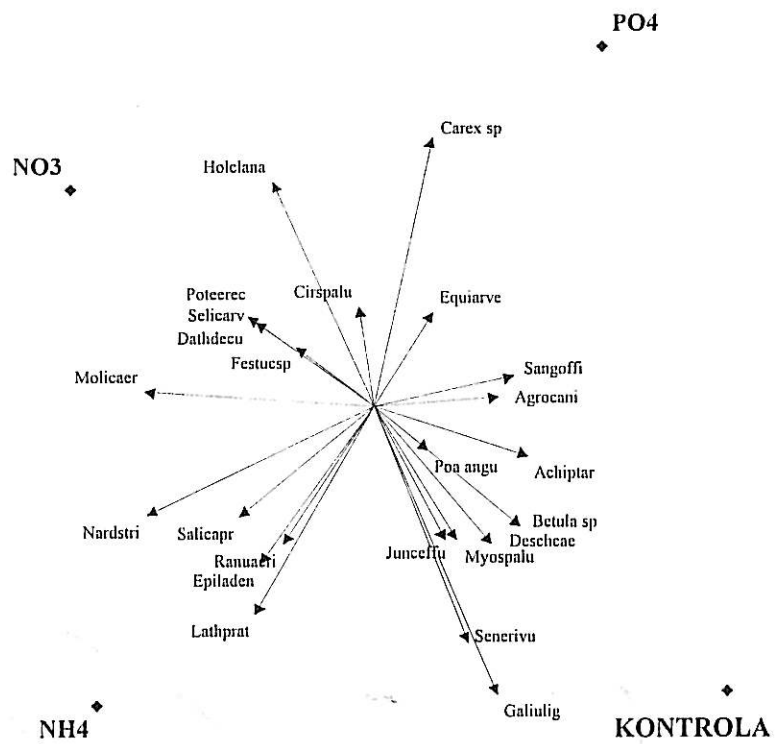 PO4
Carex sp
NO3
Holclana
Poteerec
Cirspalu
Equiarve
Selicarv
Dathdecu
Festucsp
Molicaer
Sangoffi
Agrocani
Poa angu
Achiptar
Nardstri
Salicapr
Betula sp
Deschcae
Junceffu
Myospalu
Ranuacri
Epiladen
Lathprat
Senerivu
Galiulig
NH4
KONTROLA